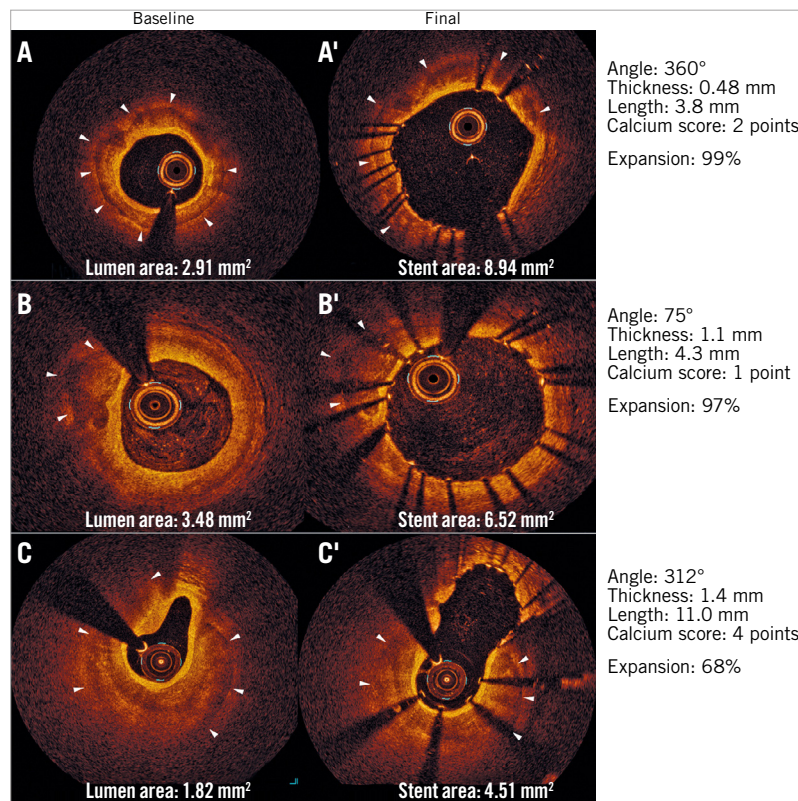 Baseline
Final
A
A'
Lumen area: 2.91 mm²
Stent area: 8.94 mm²
Angle: 360°
Thickness: 0.48 mm
Length: 3.8 mm
Calcium score: 2 points
Expansion: 99%
B
B'
Lumen area: 3.48 mm²
Stent area: 6.52 mm²
Angle: 75°
Thickness: 1.1 mm
Length: 4.3 mm
Calcium score: 1 point
Expansion: 97%
C
C'
Lumen area: 1.82 mm²
Stent area: 4.51 mm²
Angle: 312°
Thickness: 1.4 mm
Length: 11.0 mm
Calcium score: 4 points
Expansion: 68%